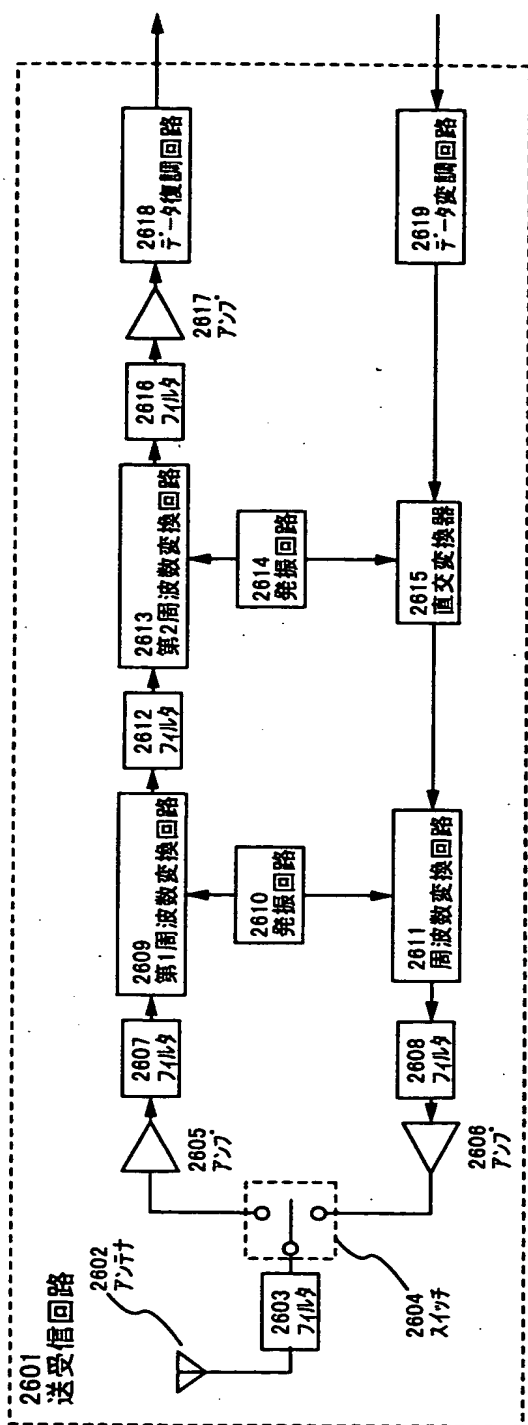 2601
送受信回路
2602
アンテナ
2603
フィルタ
2604
スイッチ
2605
アンプ
2606
アンプ
2607
フィルタ
2608
フィルタ
2609
第1周波数変換回路
2610
発振回路
2611
周波数変換回路
2612
フィルタ
2613
第2周波数変換回路
2614
発振回路
2615
直交変換器
2616
フィルタ
2617
アンプ
2618
データ復調回路
2619
データ変調回路